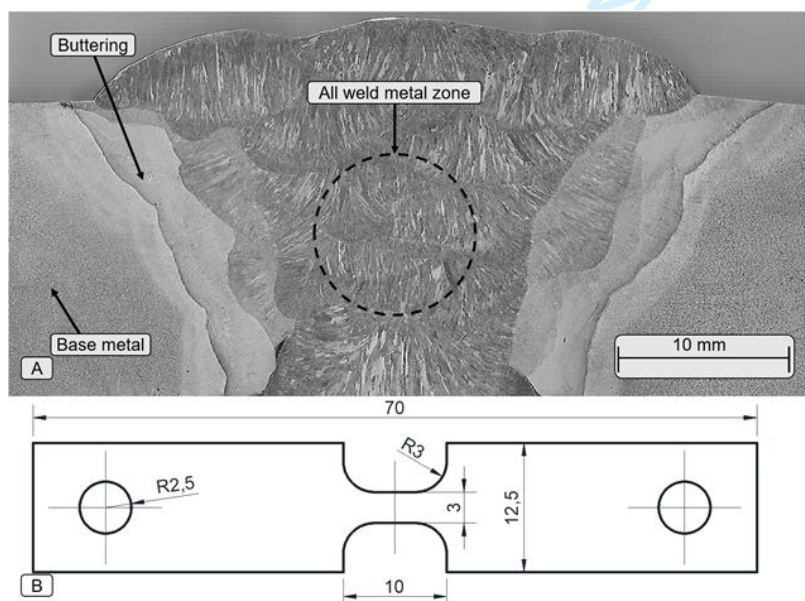 Buttering
All weld metal zone
Base metal
10 mm
A
70
R3
R2,5
3
12,5
10
B